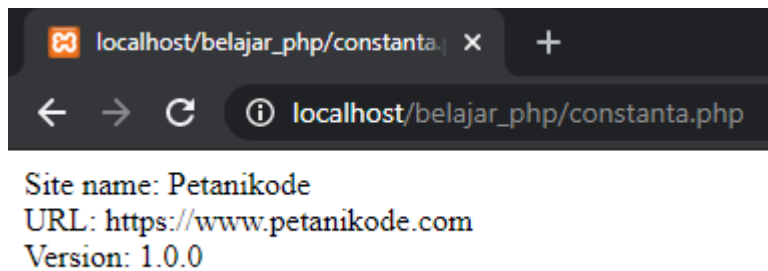 localhost/belajar_php/constanta.
localhost/belajar_php/constanta.php
Site name: Petanikode
URL: https://www.petanikode.com
Version: 1.0.0